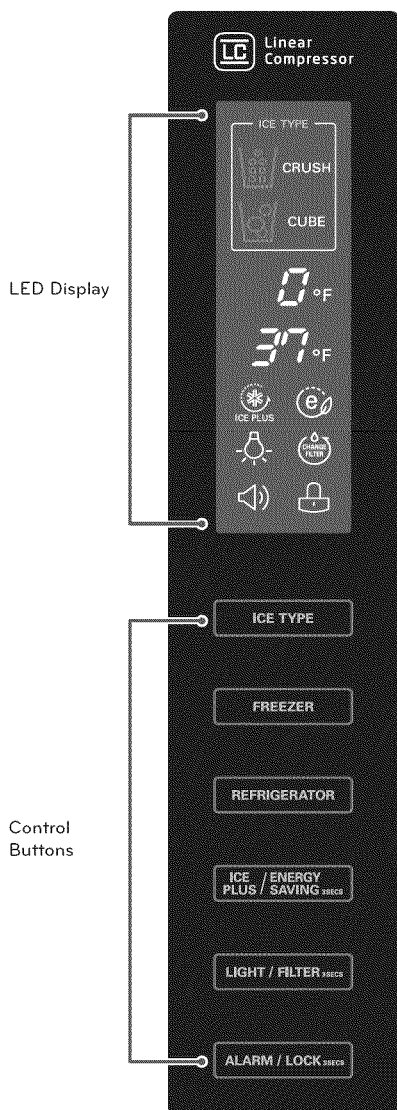 LC Linear
Compressor
ICE TYPE
CRUSH
CUBE
LED Display
0 °F
37 °F
ICE PLUS
e
CHANGE
FILTER
ICE TYPE
FREEZER
REFRIGERATOR
Control
Buttons
ICE PLUS / ENERGY SAVING 3SECS
LIGHT / FILTER 3SECS
ALARM / LOCK 3SECS